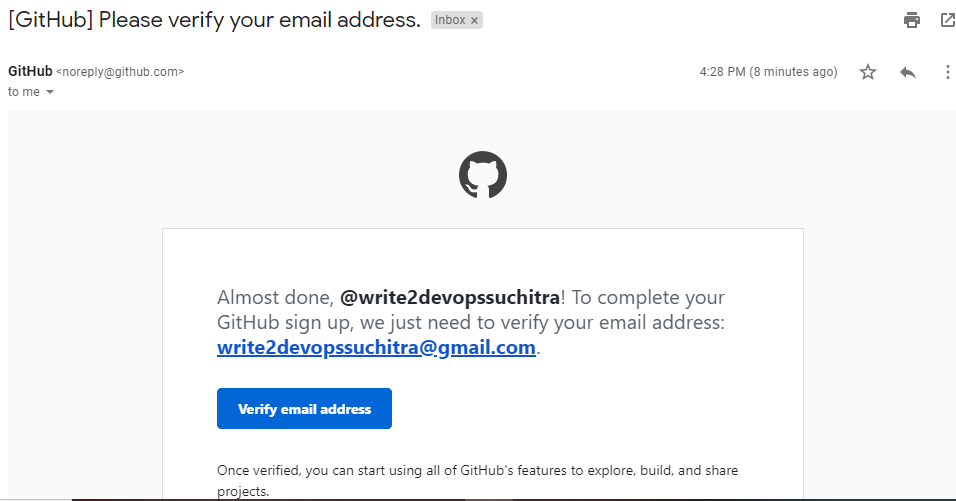 [GitHub] Please verify your email address. Inbox ×
GitHub <noreply@github.com> 4:28 PM (8 minutes ago)
to me
Almost done, @write2devopssuchitra! To complete your
GitHub sign up, we just need to verify your email address:
write2devopssuchitra@gmail.com.
Verify email address
Once verified, you can start using all of GitHub's features to explore, build, and share
projects.